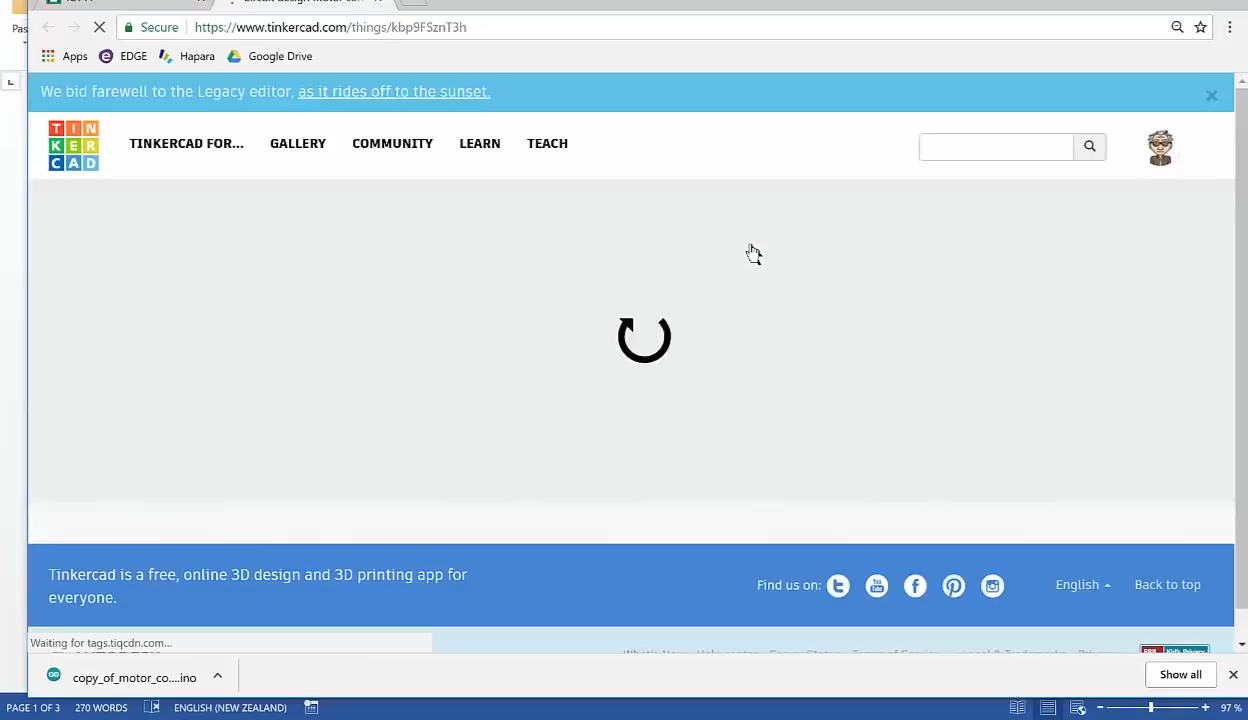 Secure https://www.tinkercad.com/things/kbp9FSznT3h
Pas
Apps EDGE Hapara Google Drive
We bid farewell to the Legacy editor, as it rides off to the sunset.
TIN
KER
CAD
TINKERCAD FOR... GALLERY COMMUNITY LEARN TEACH
Tinkercad is a free, online 3D design and 3D printing app for
everyone.
Find us on: English Back to top
Waiting for tags.tiqcdn.com...
copy_of_motor_co....ino Show all
PAGE 1 OF 3 270 WORDS ENGLISH (NEW ZEALAND) 97 %